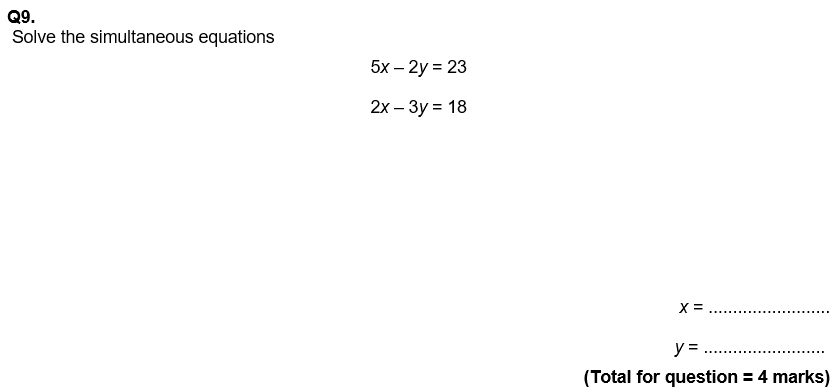 Q9.
Solve the simultaneous equations
5x – 2y = 23
2x – 3y = 18
x = .........................
y = .........................
(Total for question = 4 marks)